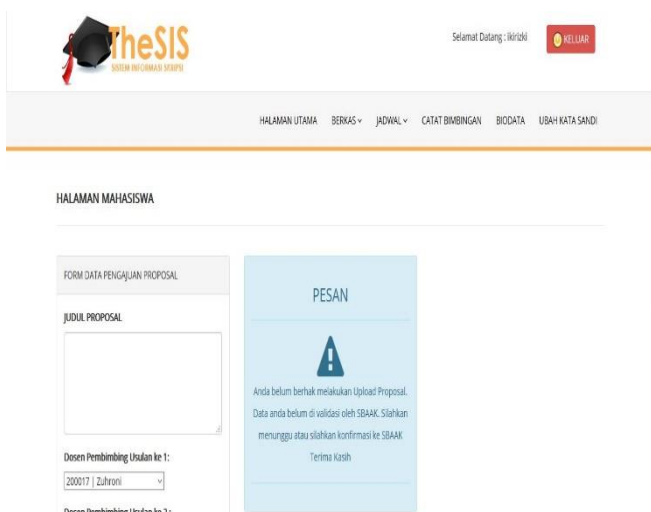 TheSIS
SISTEM INFORMASI SKRIPSI
Selamat Datang : ikirizki
KELUAR
HALAMAN UTAMA BERKAS JADWAL CATAT BIMBINGAN BIODATA UBAH KATA SANDI
HALAMAN MAHASISWA
FORM DATA PENGAJUAN PROPOSAL
JUDUL PROPOSAL
Dosen Pembimbing Usulan ke 1:
200017 | Zuhroni
Dosen Pembimbing Usulan ke 2 :
PESAN
Anda belum berhak melakukan Upload Proposal.
Data anda belum di validasi oleh SBAAK. Silahkan
menunggu atau silahkan konfirmasi ke SBAAK
Terima Kasih